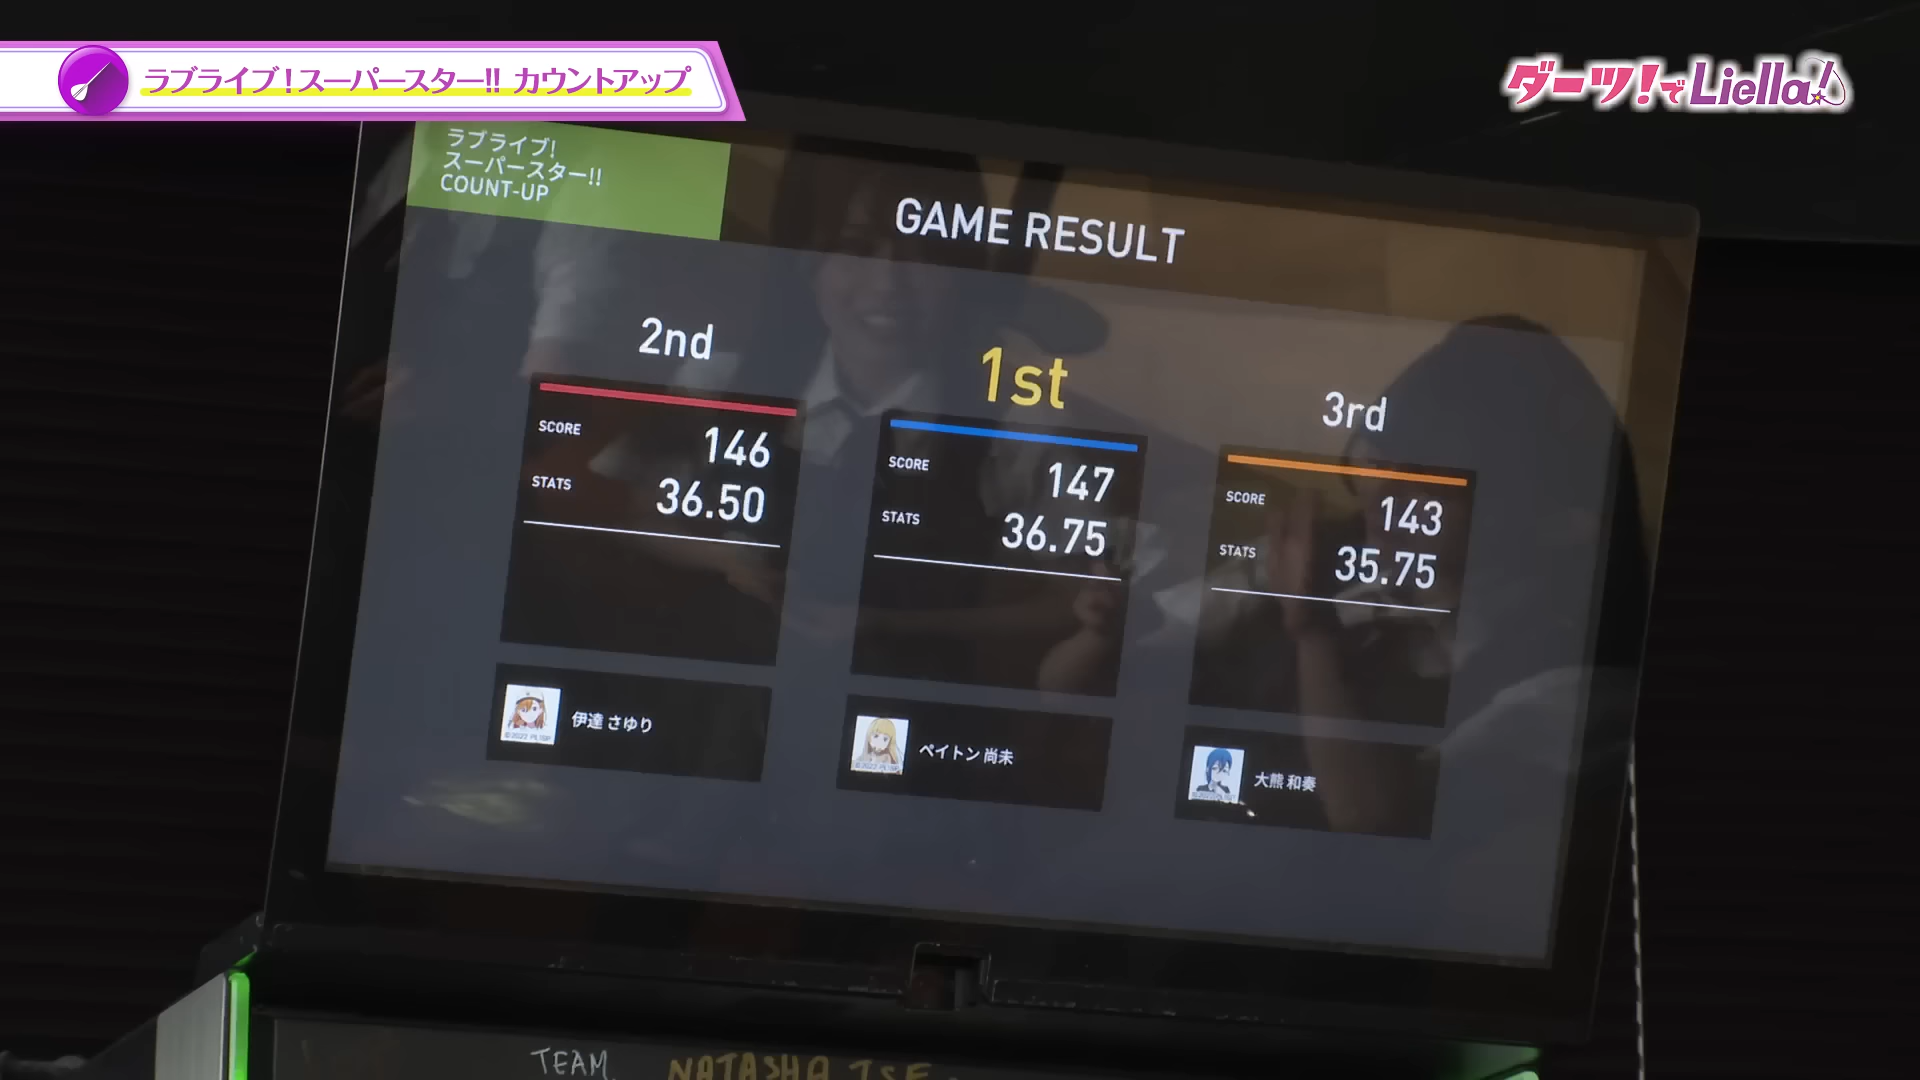 ラブライブ！スーパースター!! カウントアップ
ダーツ！でLiella!
ラブライブ!
スーパースター!!
COUNT-UP
GAME RESULT
2nd
SCORE 146
STATS 36.50
伊達 さゆり
1st
SCORE 147
STATS 36.75
ペイトン 尚未
3rd
SCORE 143
STATS 35.75
大熊 和奏
TEAM NATASHA TSE